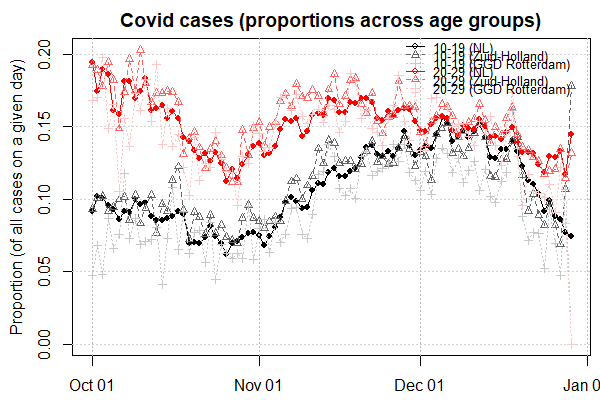 Covid cases (proportions across age groups)
Proportion (of all cases on a given day)
0.20
0.15
0.10
0.05
0.00
10-19 (NL)
10-19 (Zuid-Holland)
10-19 (GGD Rotterdam)
20-29 (NL)
20-29 (Zuid-Holland)
20-29 (GGD Rotterdam)
Oct 01
Nov 01
Dec 01
Jan 0